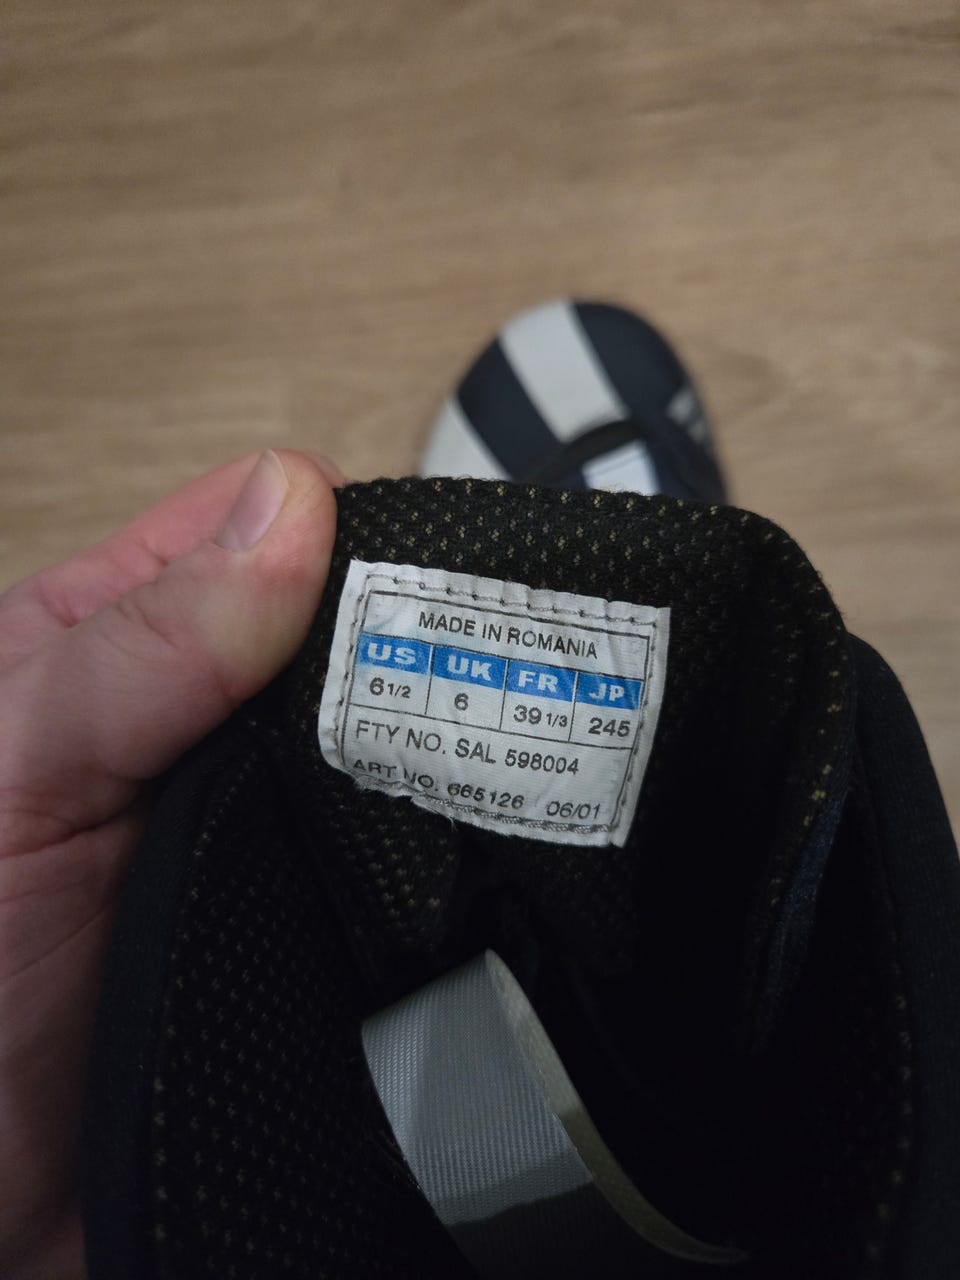 MADE IN ROMANIA
US UK FR JP
6 1/2 6 39 1/3 245
FTY NO. SAL 598004
ART NO. 665126 06/01